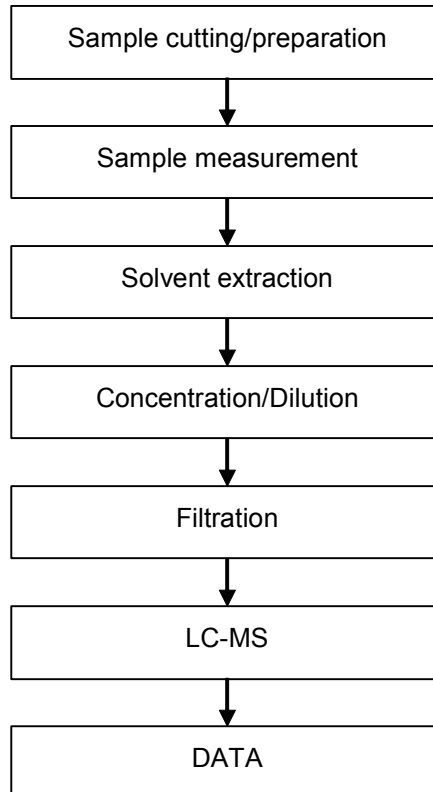 Sample cutting/preparation
Sample measurement
Solvent extraction
Concentration/Dilution
Filtration
LC-MS
DATA